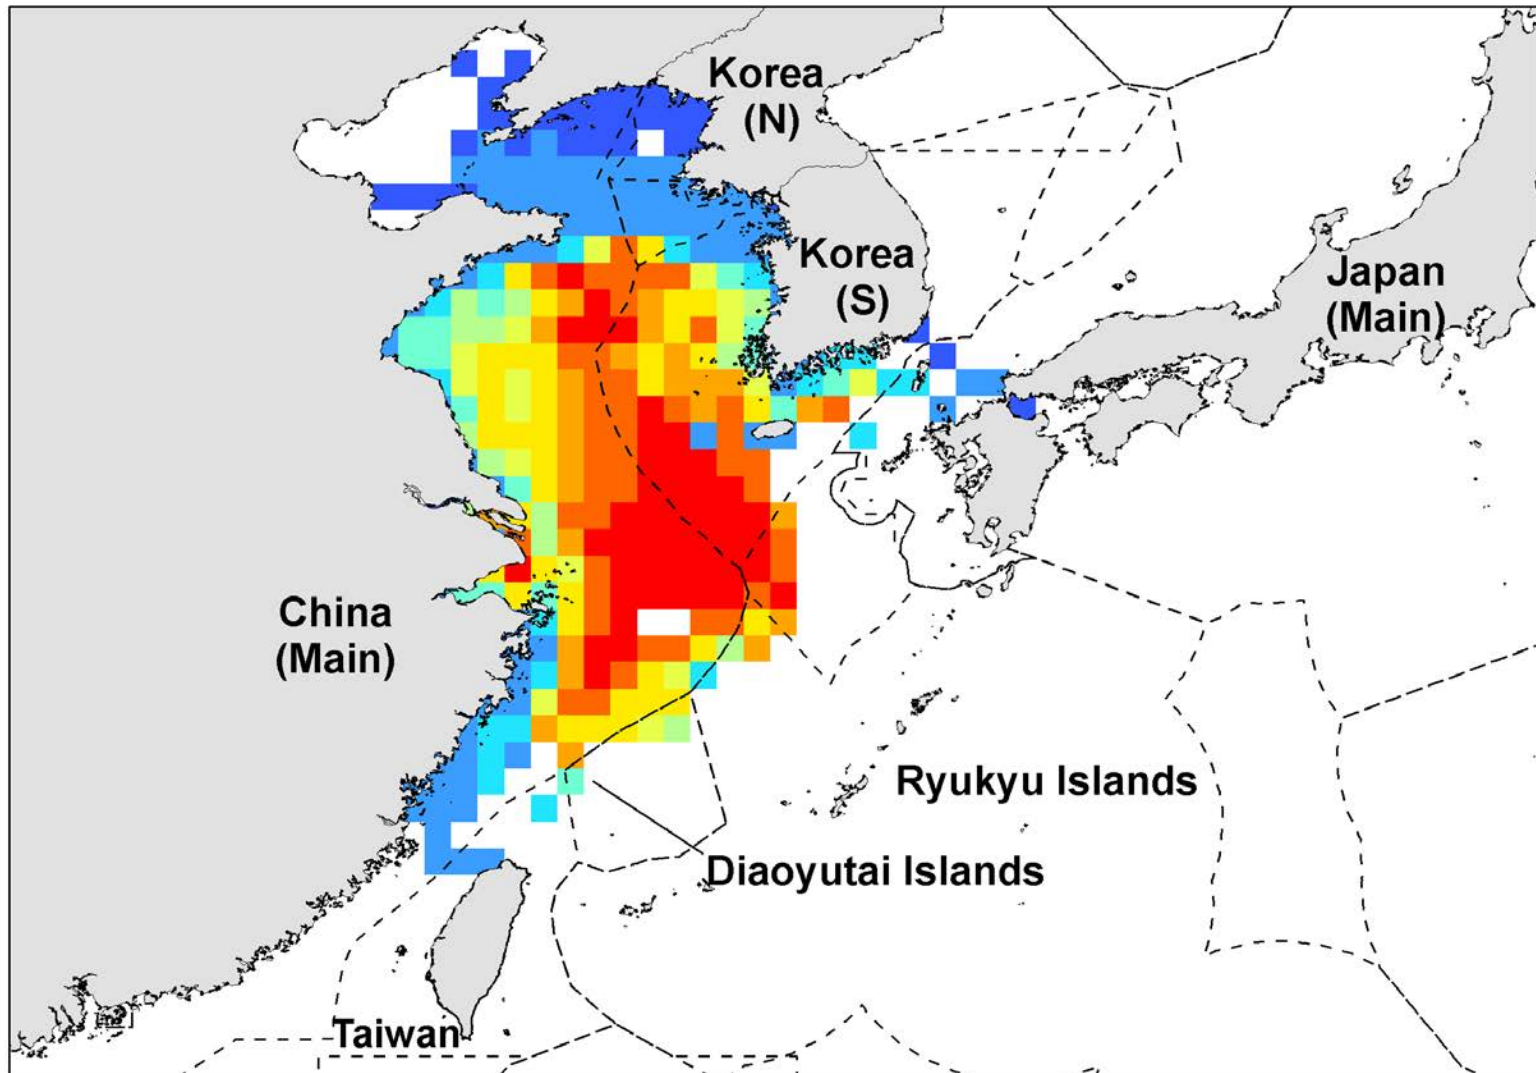 Korea
(N)
Korea
(S)
Japan
(Main)
China
(Main)
Ryukyu Islands
Diaoyutai Islands
Taiwan